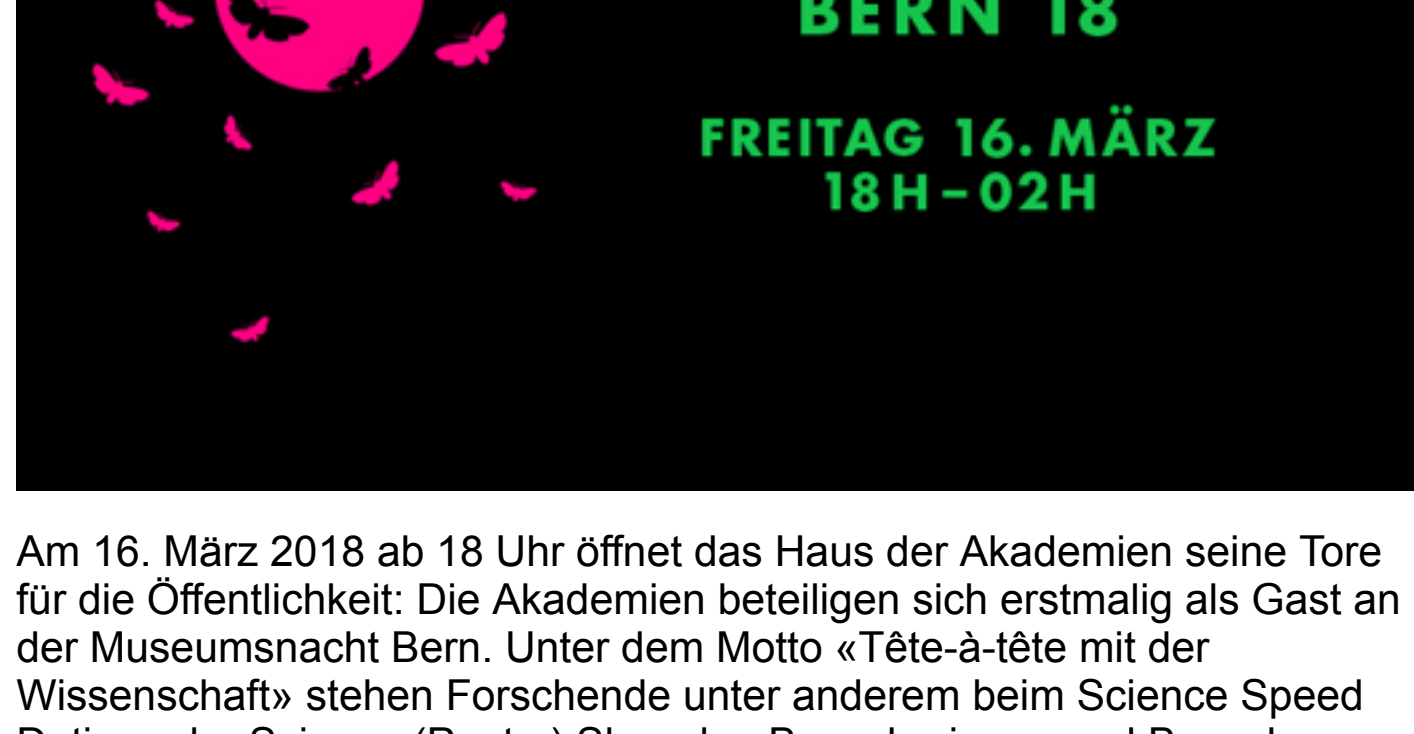 BERN 18
FREITAG 16. MÄRZ
18 H – 02 H
Am 16. März 2018 ab 18 Uhr öffnet das Haus der Akademien seine Tore
für die Öffentlichkeit: Die Akademien beteiligen sich erstmalig als Gast an
der Museumsnacht Bern. Unter dem Motto «Tête-à-tête mit der
Wissenschaft» stehen Forschende unter anderem beim Science Speed